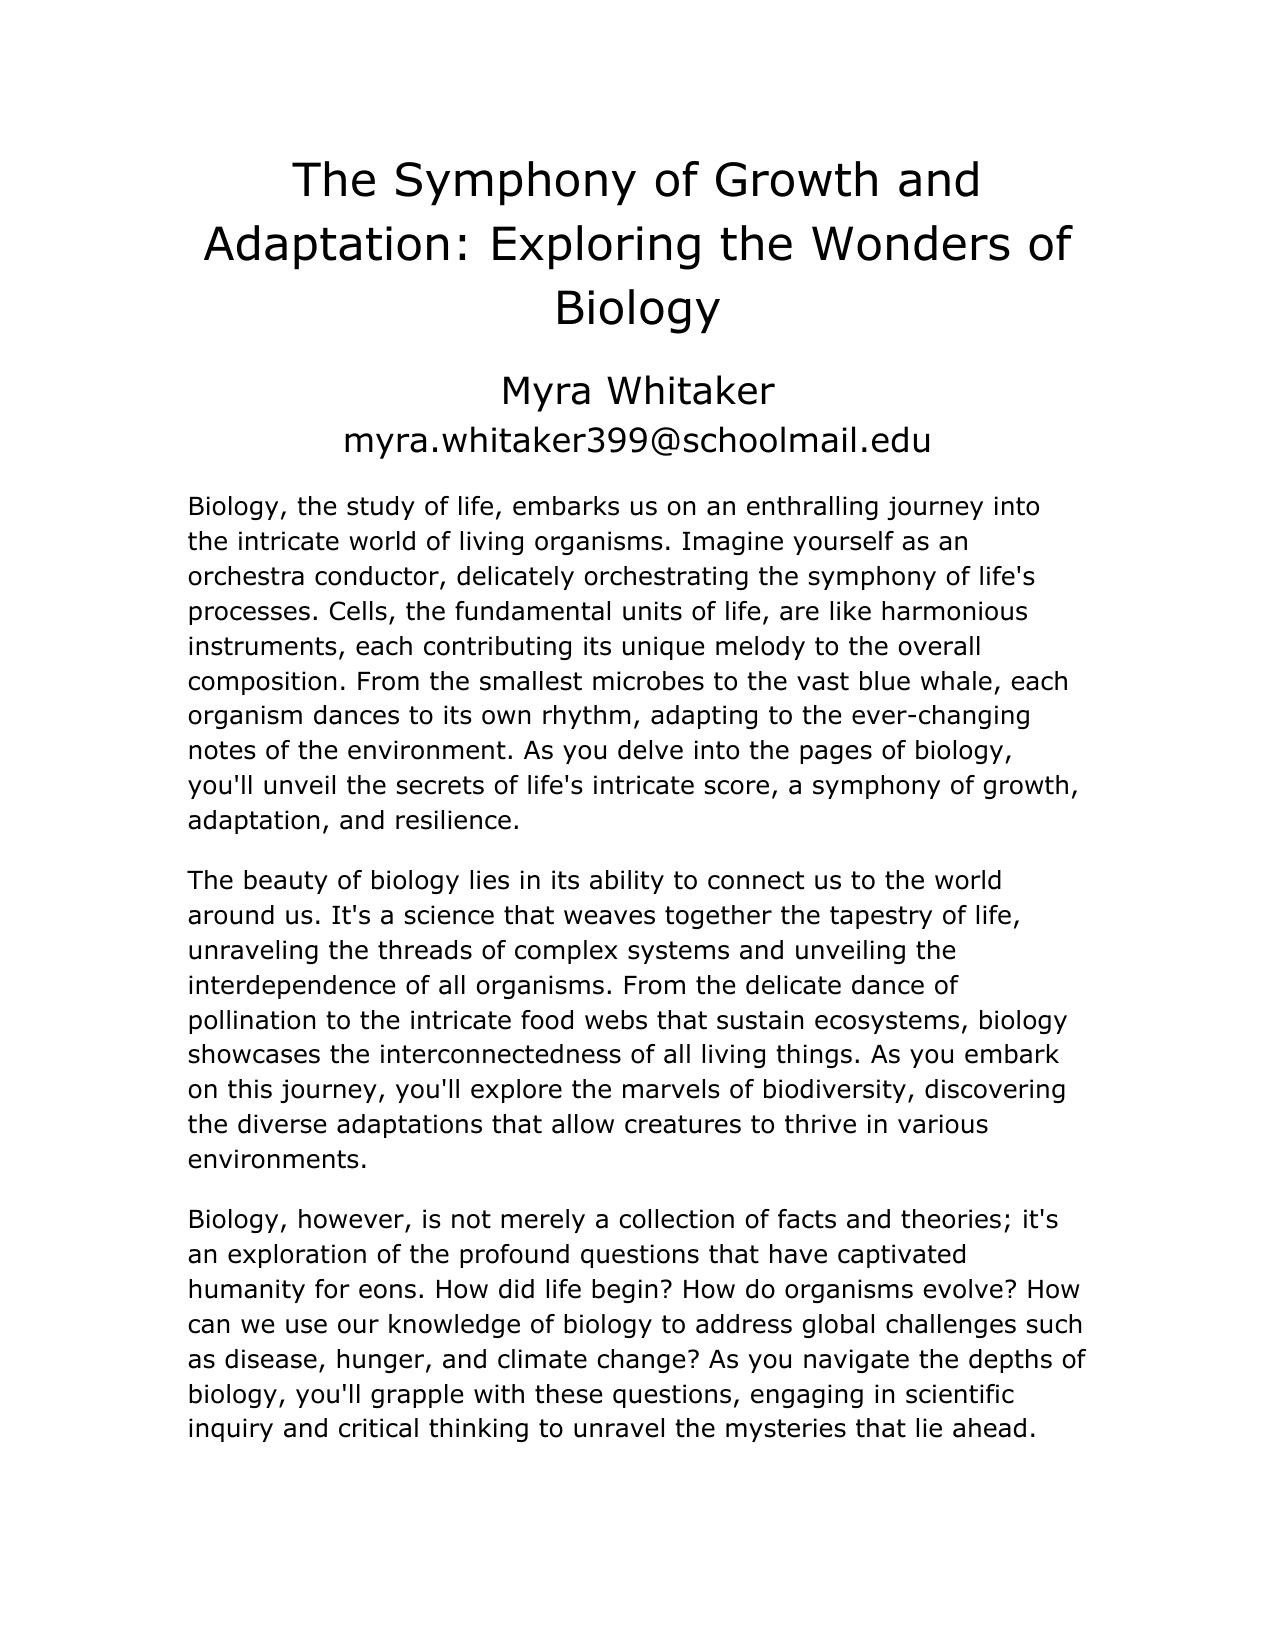 The Symphony of Growth and
Adaptation: Exploring the Wonders of
Biology
Myra Whitaker
myra.whitaker399@schoolmail.edu
Biology, the study of life, embarks us on an enthralling journey into
the intricate world of living organisms. Imagine yourself as an
orchestra conductor, delicately orchestrating the symphony of life's
processes. Cells, the fundamental units of life, are like harmonious
instruments, each contributing its unique melody to the overall
composition. From the smallest microbes to the vast blue whale, each
organism dances to its own rhythm, adapting to the ever-changing
notes of the environment. As you delve into the pages of biology,
you'll unveil the secrets of life's intricate score, a symphony of growth,
adaptation, and resilience.
The beauty of biology lies in its ability to connect us to the world
around us. It's a science that weaves together the tapestry of life,
unraveling the threads of complex systems and unveiling the
interdependence of all organisms. From the delicate dance of
pollination to the intricate food webs that sustain ecosystems, biology
showcases the interconnectedness of all living things. As you embark
on this journey, you'll explore the marvels of biodiversity, discovering
the diverse adaptations that allow creatures to thrive in various
environments.
Biology, however, is not merely a collection of facts and theories; it's
an exploration of the profound questions that have captivated
humanity for eons. How did life begin? How do organisms evolve? How
can we use our knowledge of biology to address global challenges such
as disease, hunger, and climate change? As you navigate the depths of
biology, you'll grapple with these questions, engaging in scientific
inquiry and critical thinking to unravel the mysteries that lie ahead.